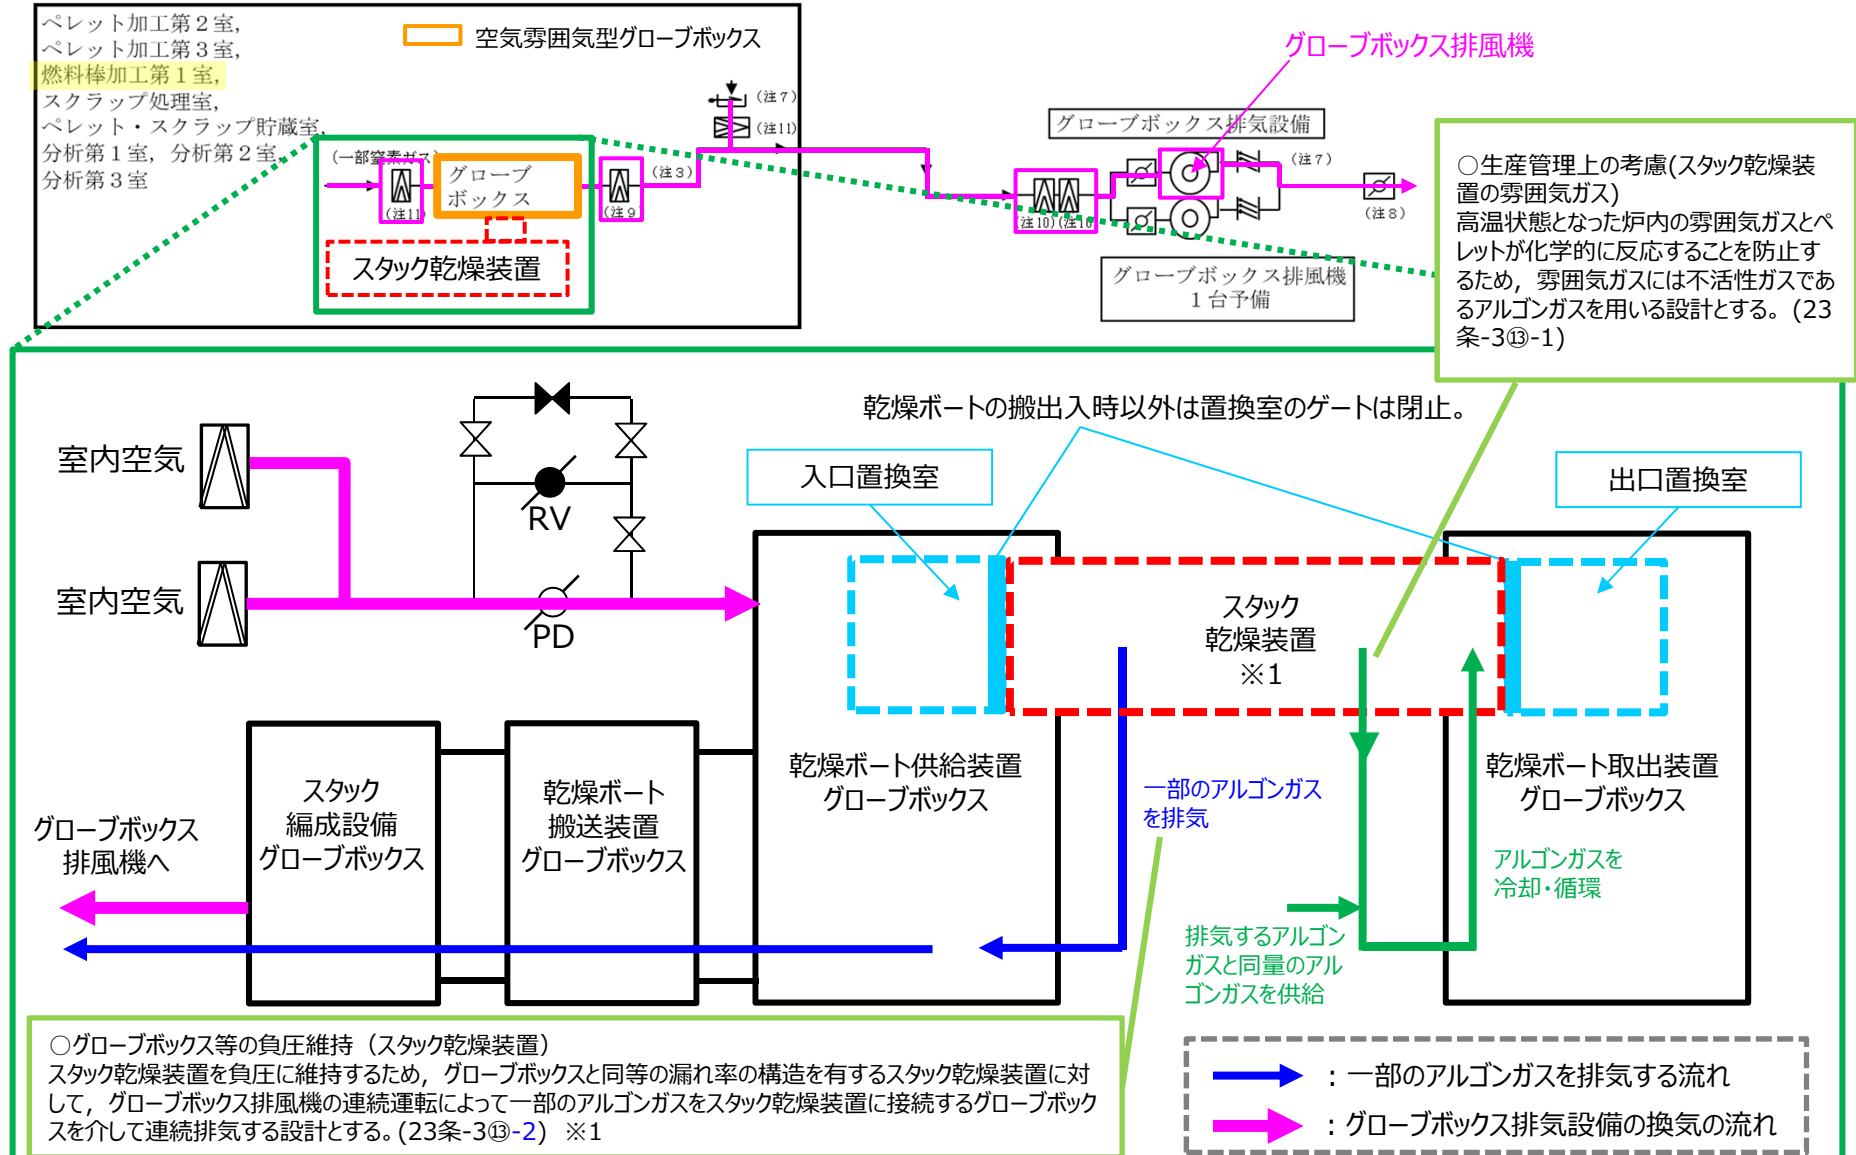 ペレット加工第２室,
ペレット加工第３室,
燃料棒加工第１室,
スクラップ処理室,
ペレット・スクラップ貯蔵室,
分析第１室, 分析第２室,
分析第３室
空気雰囲気型グローブボックス
(一部窒素ガス)
グローブ
ボックス
(注11)
(注９)
(注３)
スタック乾燥装置
(注７)
(注11)
グローブボックス排風機
グローブボックス排気設備
(注７)
(注８)
(注10)
(注10
グローブボックス排風機
１台予備
○生産管理上の考慮(スタック乾燥装
置の雰囲気ガス)
高温状態となった炉内の雰囲気ガスとペ
レットが化学的に反応することを防止す
るため，雰囲気ガスには不活性ガスであ
るアルゴンガスを用いる設計とする。(23
条-3⑬-1)
乾燥ボートの搬出入時以外は置換室のゲートは閉止。
室内空気
室内空気
RV
PD
入口置換室
出口置換室
スタック
乾燥装置
※1
乾燥ボート供給装置
グローブボックス
乾燥ボート取出装置
グローブボックス
スタック
編成設備
グローブボックス
乾燥ボート
搬送装置
グローブボックス
グローブボックス
排風機へ
一部のアルゴンガス
を排気
アルゴンガスを
冷却・循環
排気するアルゴン
ガスと同量のアル
ゴンガスを供給
○グローブボックス等の負圧維持（スタック乾燥装置）
スタック乾燥装置を負圧に維持するため，グローブボックスと同等の漏れ率の構造を有するスタック乾燥装置に対
して，グローブボックス排風機の連続運転によって一部のアルゴンガスをスタック乾燥装置に接続するグローブボック
スを介して連続排気する設計とする。(23条-3⑬-2) ※1
：一部のアルゴンガスを排気する流れ
：グローブボックス排気設備の換気の流れ